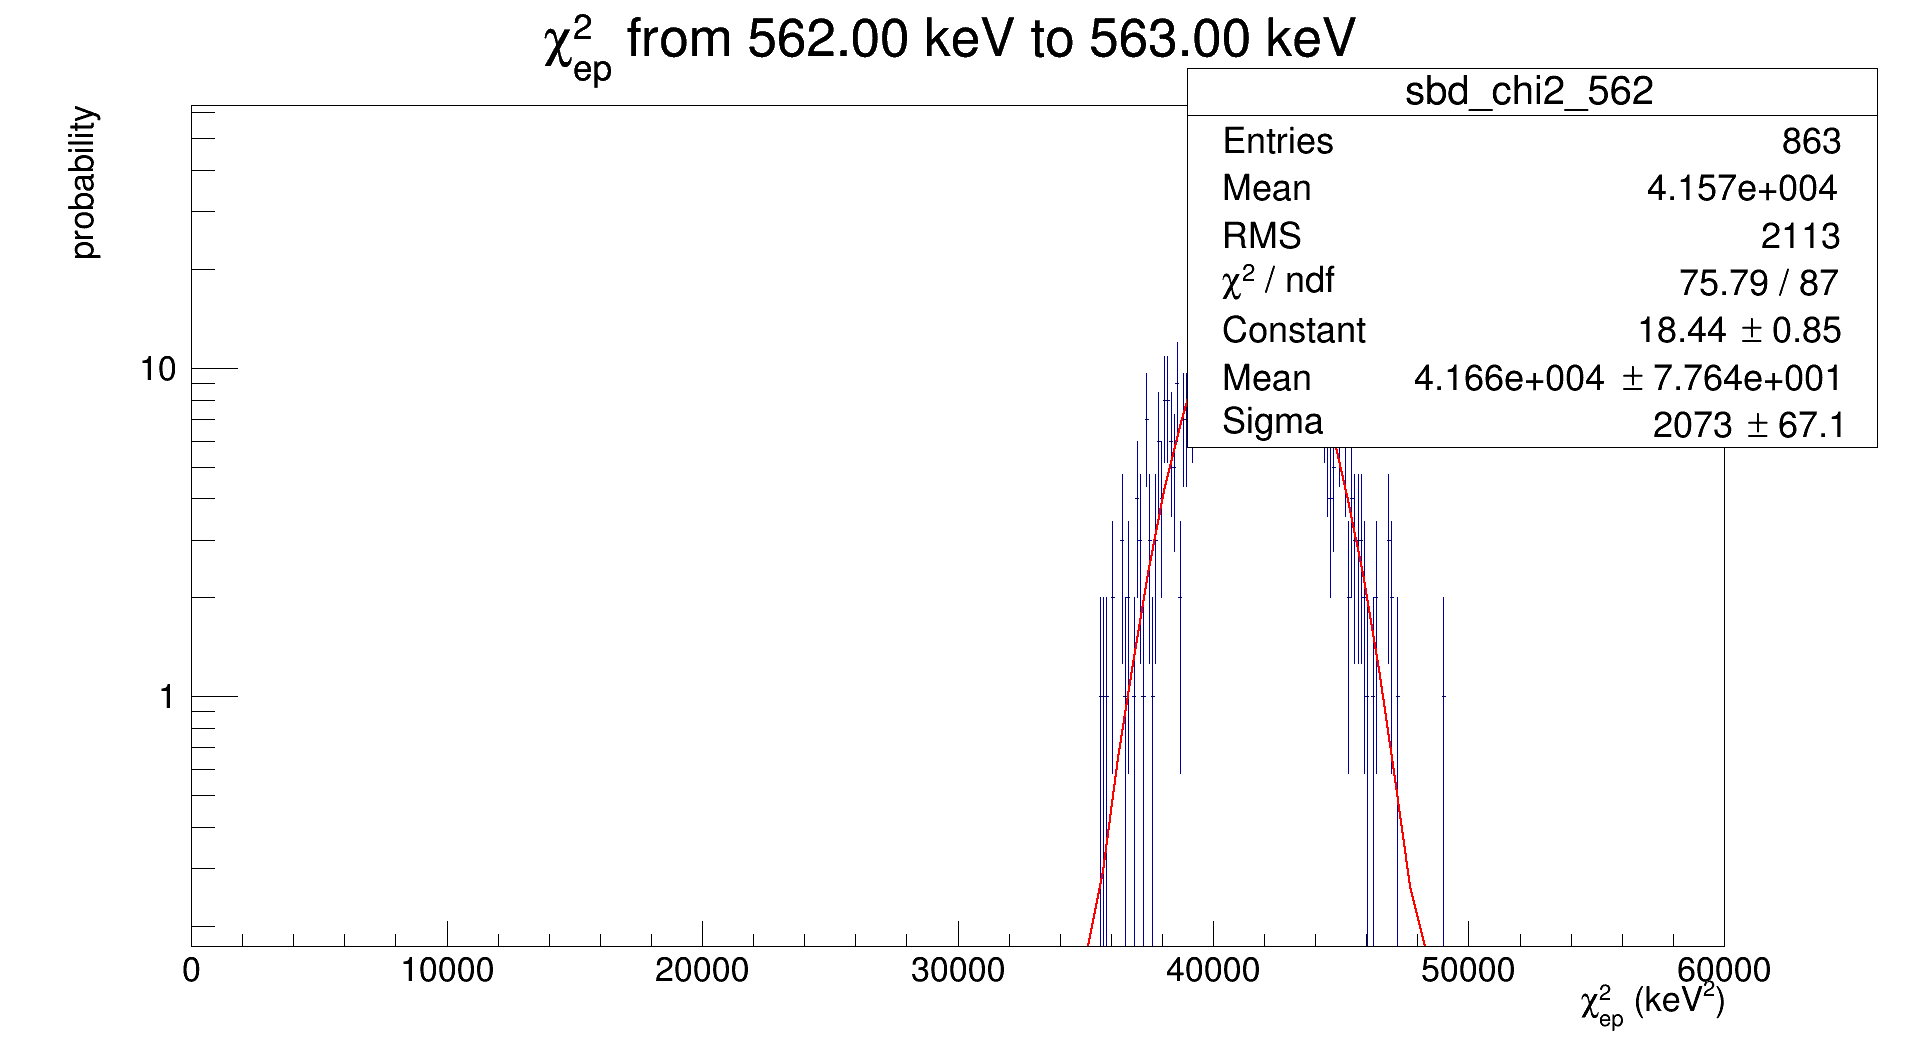 χ²ep from 562.00 keV to 563.00 keV
probability
sbd_chi2_562
Entries 863
Mean 4.157e+004
RMS 2113
χ² / ndf 75.79 / 87
Constant 18.44 ± 0.85
Mean 4.166e+004 ± 7.764e+001
Sigma 2073 ± 67.1
10
1
0 10000 20000 30000 40000 50000 60000
χ²ep (keV²)